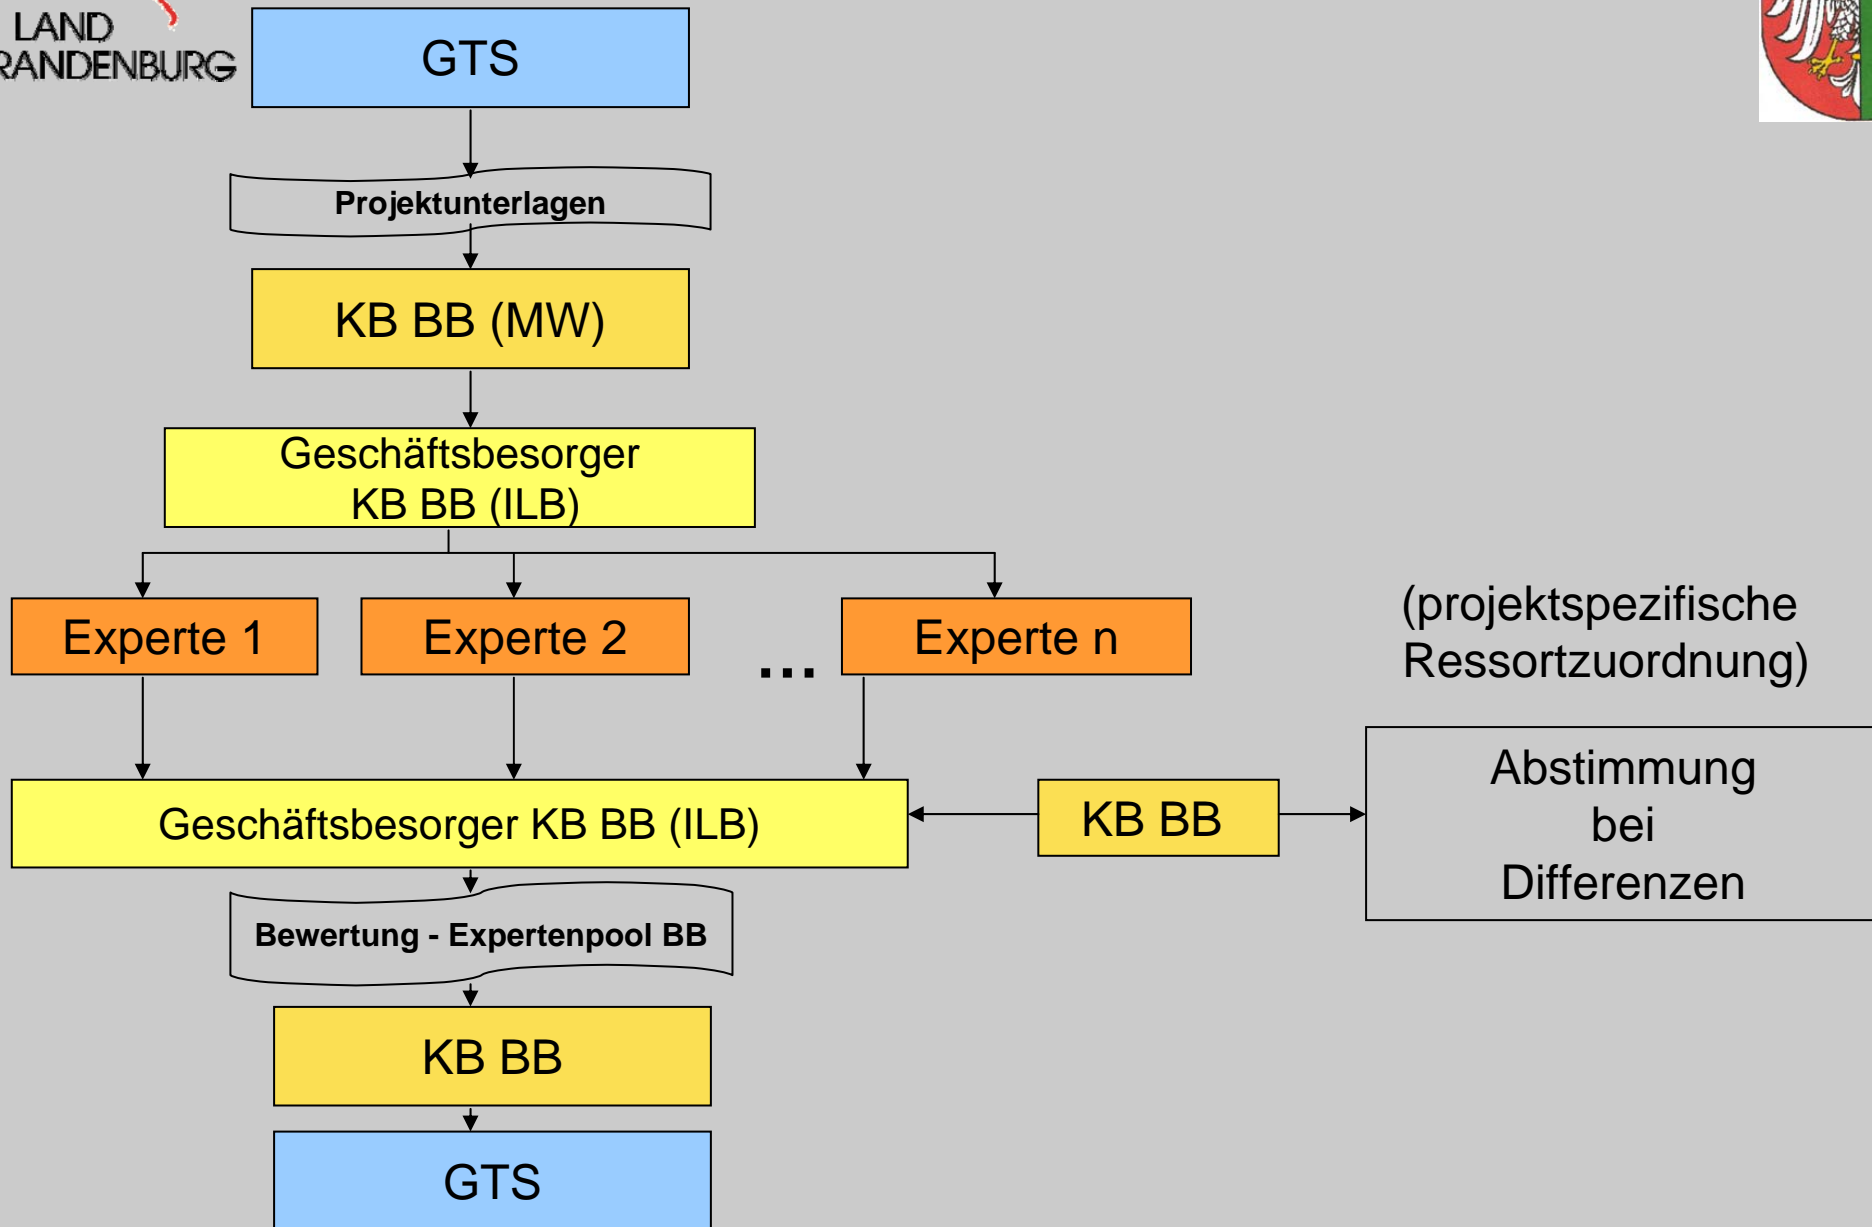 LAND
RANDENBURG
GTS
Projektunterlagen
KB BB (MW)
Geschäftsbesorger
KB BB (ILB)
Experte 1
Experte 2
...
Experte n
(projektspezifische
Ressortzuordnung)
Geschäftsbesorger KB BB (ILB)
KB BB
Abstimmung
bei
Differenzen
Bewertung - Expertenpool BB
KB BB
GTS